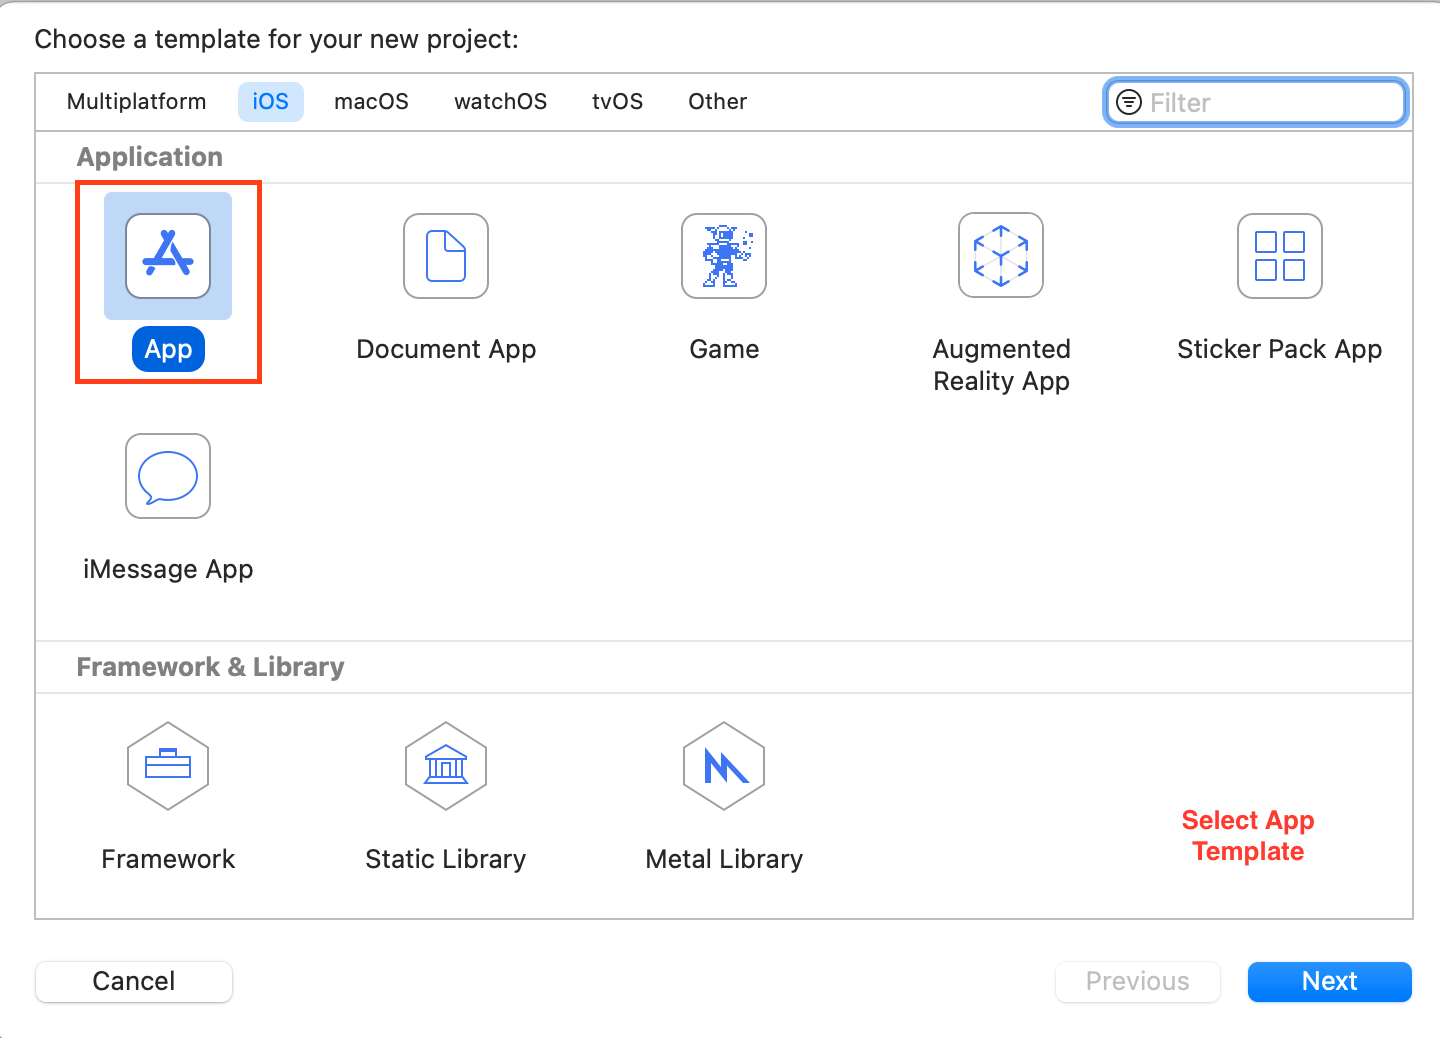 Choose a template for your new project:
Multiplatform iOS macOS watchOS tvOS Other Filter
Application
App Document App Game Augmented Reality App Sticker Pack App
iMessage App
Framework & Library
Framework Static Library Metal Library
Select App
Template
Cancel Previous Next